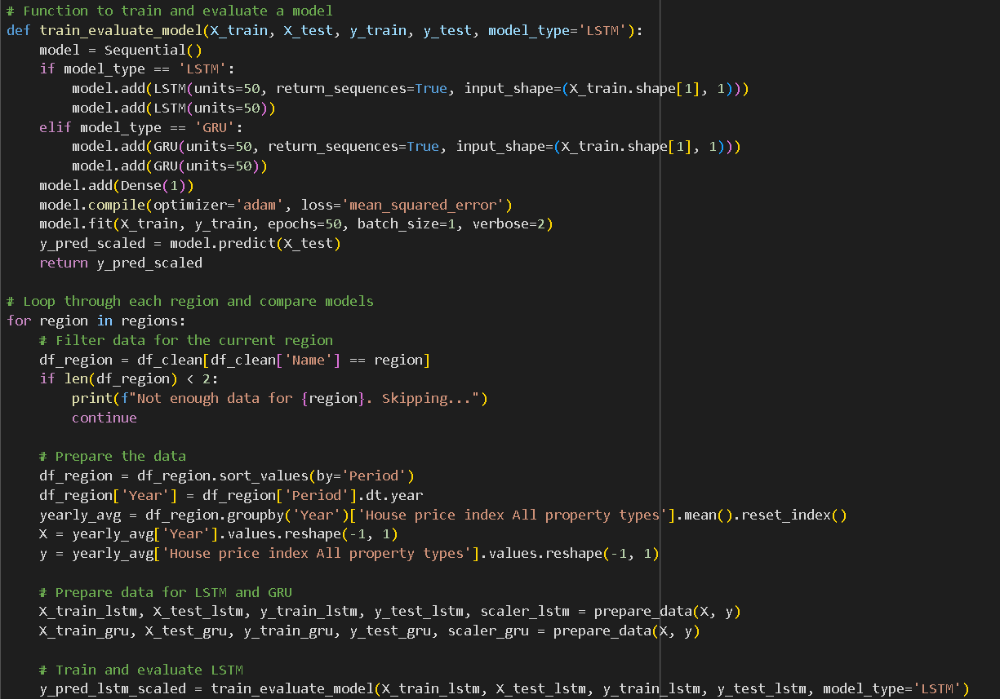 # Function to train and evaluate a model
def train_evaluate_model(X_train, X_test, y_train, y_test, model_type='LSTM'):
    model = Sequential()
    if model_type == 'LSTM':
        model.add(LSTM(units=50, return_sequences=True, input_shape=(X_train.shape[1], 1)))
        model.add(LSTM(units=50))
    elif model_type == 'GRU':
        model.add(GRU(units=50, return_sequences=True, input_shape=(X_train.shape[1], 1)))
        model.add(GRU(units=50))
    model.add(Dense(1))
    model.compile(optimizer='adam', loss='mean_squared_error')
    model.fit(X_train, y_train, epochs=50, batch_size=1, verbose=2)
    y_pred_scaled = model.predict(X_test)
    return y_pred_scaled

# Loop through each region and compare models
for region in regions:
    # Filter data for the current region
    df_region = df_clean[df_clean['Name'] == region]
    if len(df_region) < 2:
        print(f"Not enough data for {region}. Skipping...")
        continue

    # Prepare the data
    df_region = df_region.sort_values(by='Period')
    df_region['Year'] = df_region['Period'].dt.year
    yearly_avg = df_region.groupby('Year')['House price index All property types'].mean().reset_index()
    X = yearly_avg['Year'].values.reshape(-1, 1)
    y = yearly_avg['House price index All property types'].values.reshape(-1, 1)

    # Prepare data for LSTM and GRU
    X_train_lstm, X_test_lstm, y_train_lstm, y_test_lstm, scaler_lstm = prepare_data(X, y)
    X_train_gru, X_test_gru, y_train_gru, y_test_gru, scaler_gru = prepare_data(X, y)

    # Train and evaluate LSTM
    y_pred_lstm_scaled = train_evaluate_model(X_train_lstm, X_test_lstm, y_train_lstm, y_test_lstm, model_type='LSTM')